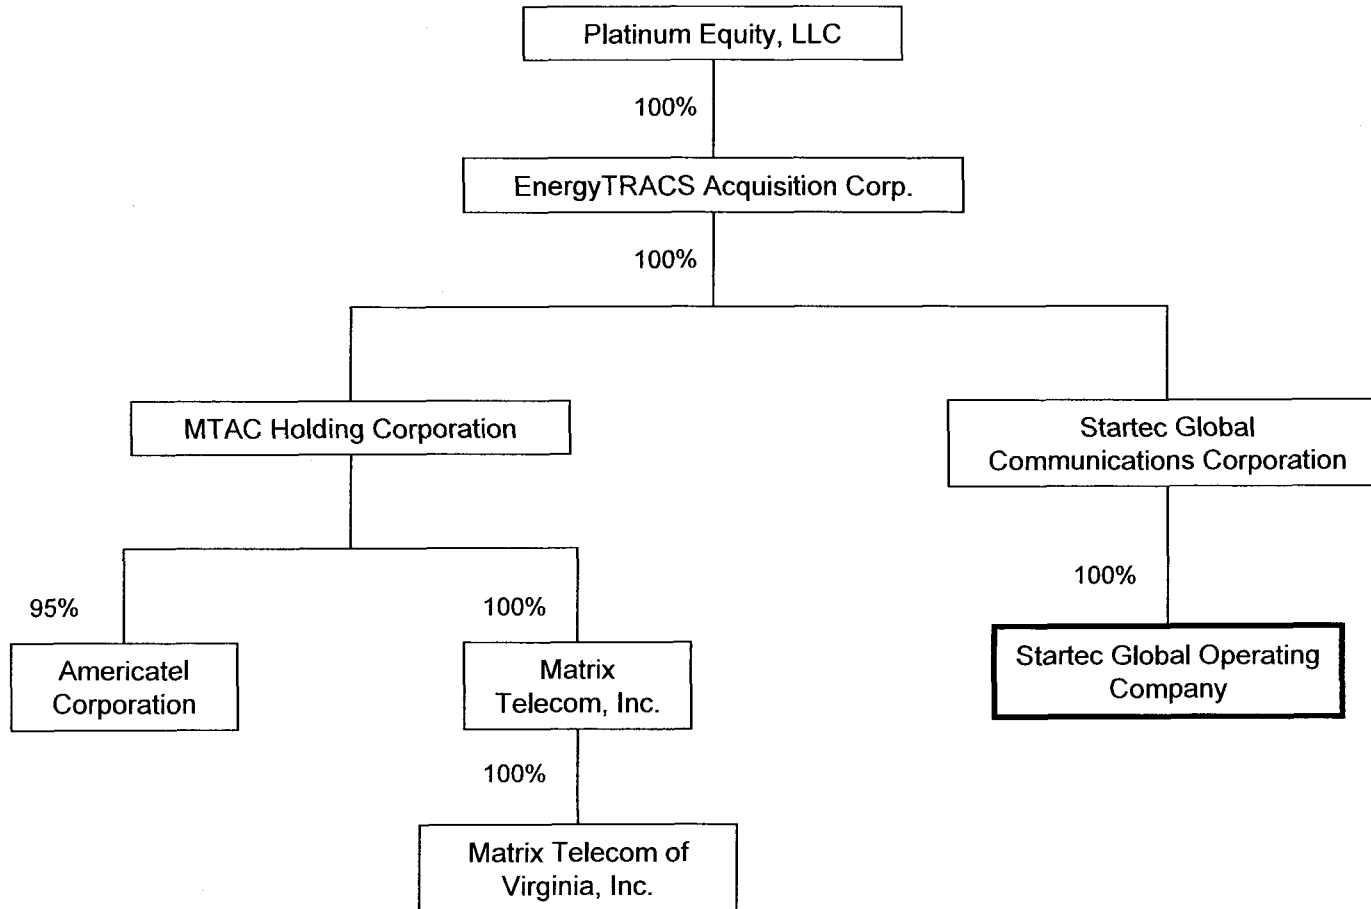 Platinum Equity, LLC
100%
EnergyTRACS Acquisition Corp.
100%
MTAC Holding Corporation
Startec Global
Communications Corporation
95%
100%
100%
Americatel
Corporation
Matrix
Telecom, Inc.
Startec Global Operating
Company
100%
Matrix Telecom of
Virginia, Inc.